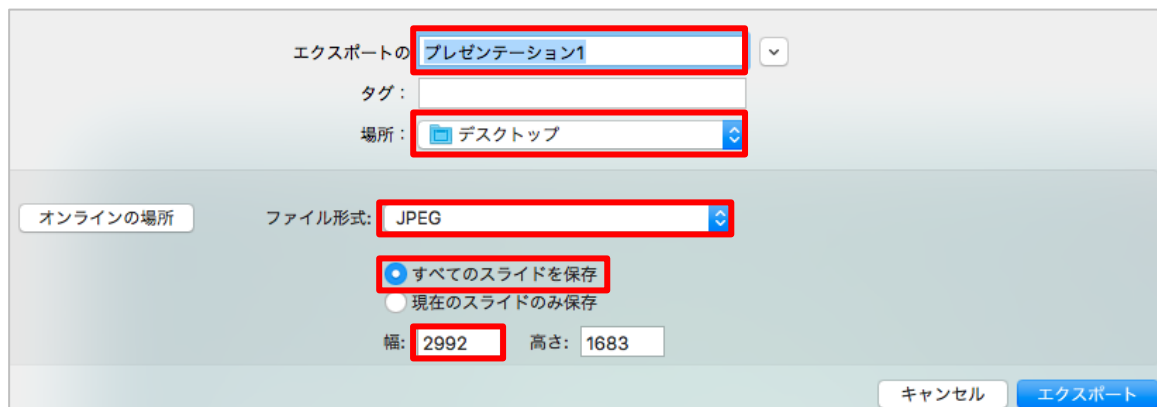 エクスポートの プレゼンテーション1
タグ：
場所： デスクトップ
オンラインの場所 ファイル形式: JPEG
すべてのスライドを保存
現在のスライドのみ保存
幅: 2992 高さ: 1683
キャンセル エクスポート